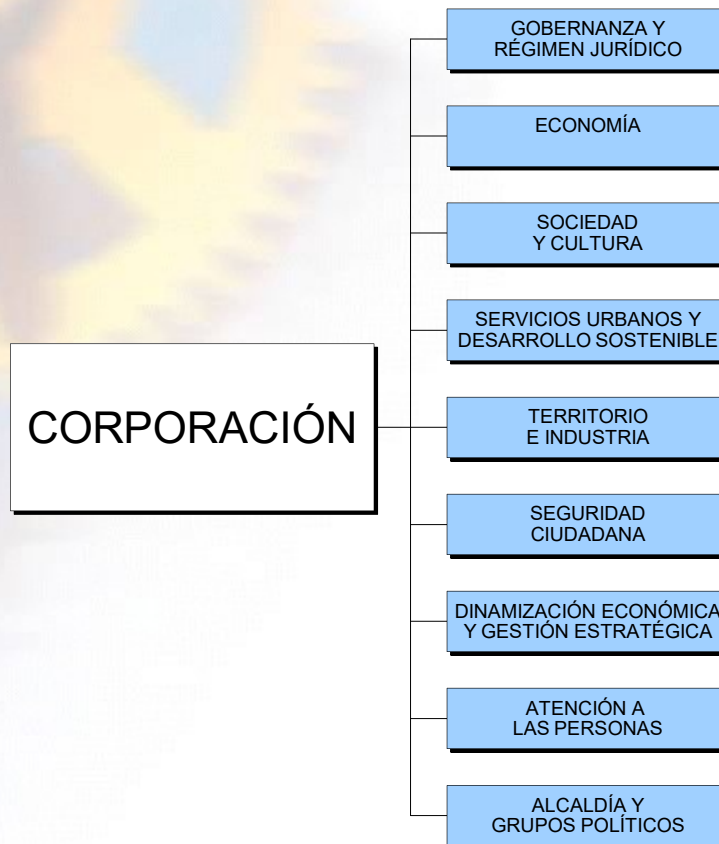 GOBERNANZA Y
RÉGIMEN JURÍDICO
ECONOMÍA
SOCIEDAD
Y CULTURA
SERVICIOS URBANOS Y
DESARROLLO SOSTENIBLE
CORPORACIÓN
TERRITORIO
E INDUSTRIA
SEGURIDAD
CIUDADANA
DINAMIZACIÓN ECONÓMICA
Y GESTIÓN ESTRATÉGICA
ATENCIÓN A
LAS PERSONAS
ALCALDÍA Y
GRUPOS POLÍTICOS